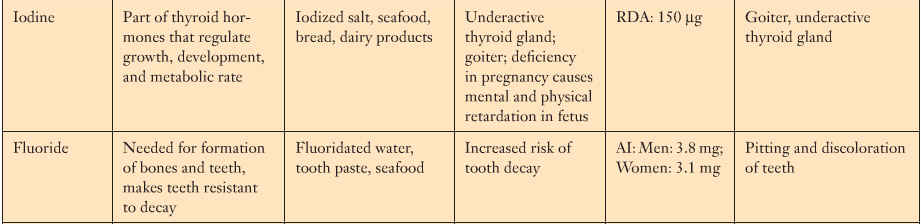 Iodine
Part of thyroid hor-
mones that regulate
growth, development,
and metabolic rate
Iodized salt, seafood,
bread, dairy products
Underactive
thyroid gland;
goiter; deficiency
in pregnancy causes
mental and physical
retardation in fetus
RDA: 150 µg
Goiter, underactive
thyroid gland
Fluoride
Needed for formation
of bones and teeth,
makes teeth resistant
to decay
Fluoridated water,
tooth paste, seafood
Increased risk of
tooth decay
AI: Men: 3.8 mg;
Women: 3.1 mg
Pitting and discoloration
of teeth